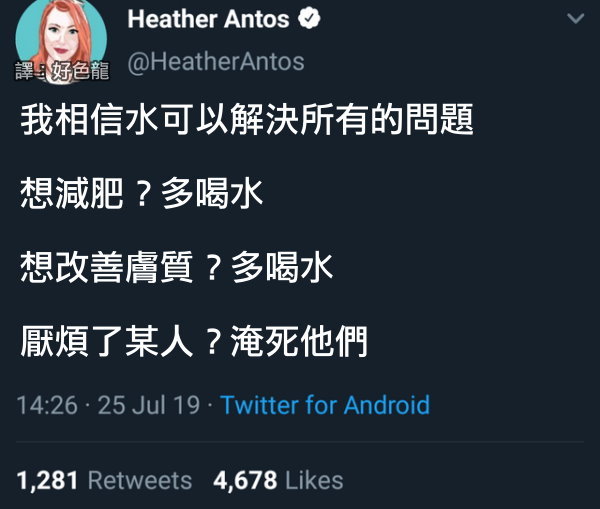 Heather Antos
譯：好色龍
@HeatherAntos
我相信水可以解決所有的問題
想減肥？多喝水
想改善膚質？多喝水
厭煩了某人？淹死他們
14:26 · 25 Jul 19 · Twitter for Android
1,281 Retweets 4,678 Likes